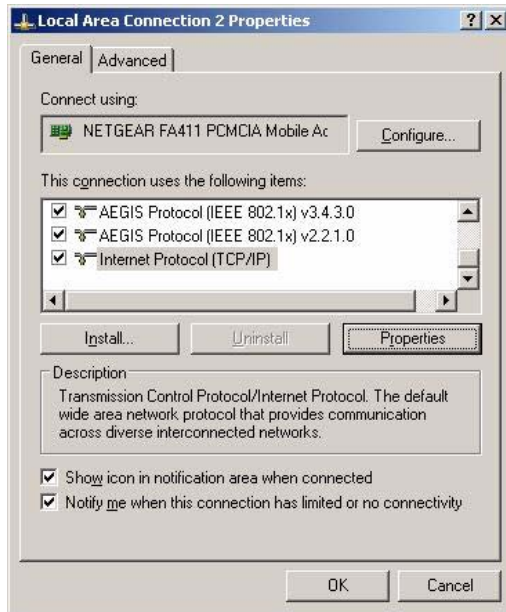 Local Area Connection 2 Properties
General
Advanced
Connect using:
NETGEAR FA411 PCMCIA Mobile Ac
Configure...
This connection uses the following items:
AEGIS Protocol (IEEE 802.1x) v3.4.3.0
AEGIS Protocol (IEEE 802.1x) v2.2.1.0
Internet Protocol (TCP/IP)
Install...
Uninstall
Properties
Description
Transmission Control Protocol/Internet Protocol. The default
wide area network protocol that provides communication
across diverse interconnected networks.
Show icon in notification area when connected
Notify me when this connection has limited or no connectivity
OK
Cancel